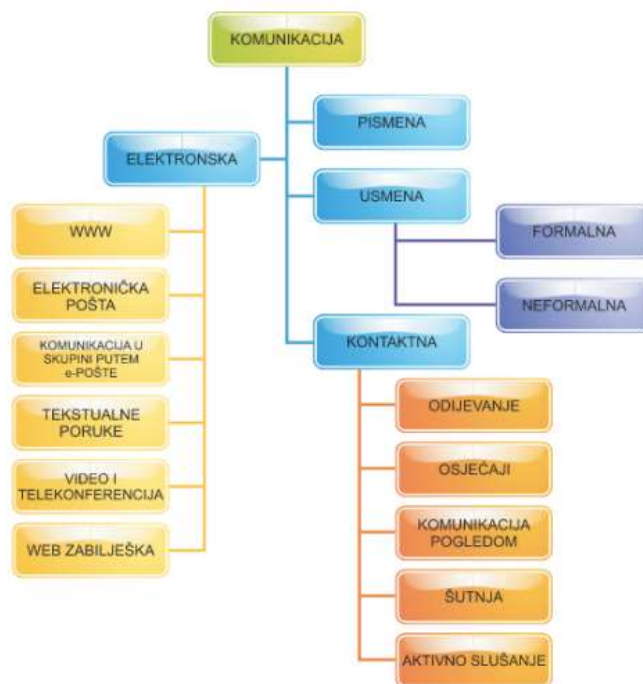 KOMUNIKACIJA
ELEKTRONSKA
WWW
ELEKTRONIČKA
POŠTA
KOMUNIKACIJA U
SKUPINI PUTEM
e-POŠTE
TEKSTUALNE
PORUKE
VIDEO I
TELEKONFERENCIJA
WEB ZABILJEŠKA
PISMENA
USMENA
FORMALNA
NEFORMALNA
KONTAKTNA
ODIJEVANJE
OSJEĆAJI
KOMUNIKACIJA
POGLEDOM
ŠUTNJA
AKTIVNO SLUŠANJE